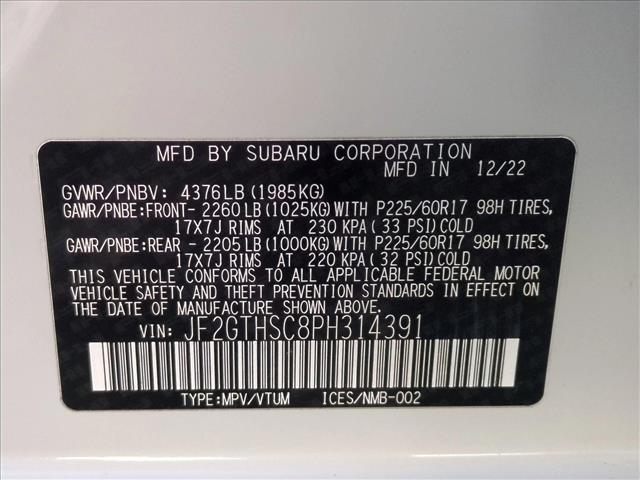 MFD BY SUBARU CORPORATION
MFD IN 12/22
GVWR/PNBV: 4376LB(1985KG)
GAWR/PNBE:FRONT- 2260LB(1025KG)WITH P225/60R17 98H TIRES,
17X7J RIMS AT 230 KPA(33 PSI)COLD
GAWR/PNBE:REAR - 2205LB(1000KG)WITH P225/60R17 98H TIRES,
17X7J RIMS AT 220 KPA(32 PSI)COLD
THIS VEHICLE CONFORMS TO ALL APPLICABLE FEDERAL MOTOR
VEHICLE SAFETY AND THEFT PREVENTION STANDARDS IN EFFECT ON
THE DATE OF MANUFACTURE SHOWN ABOVE.
VIN: JF2GTHSC8PH314391
TYPE:MPV/VTUM ICES/NMB-002